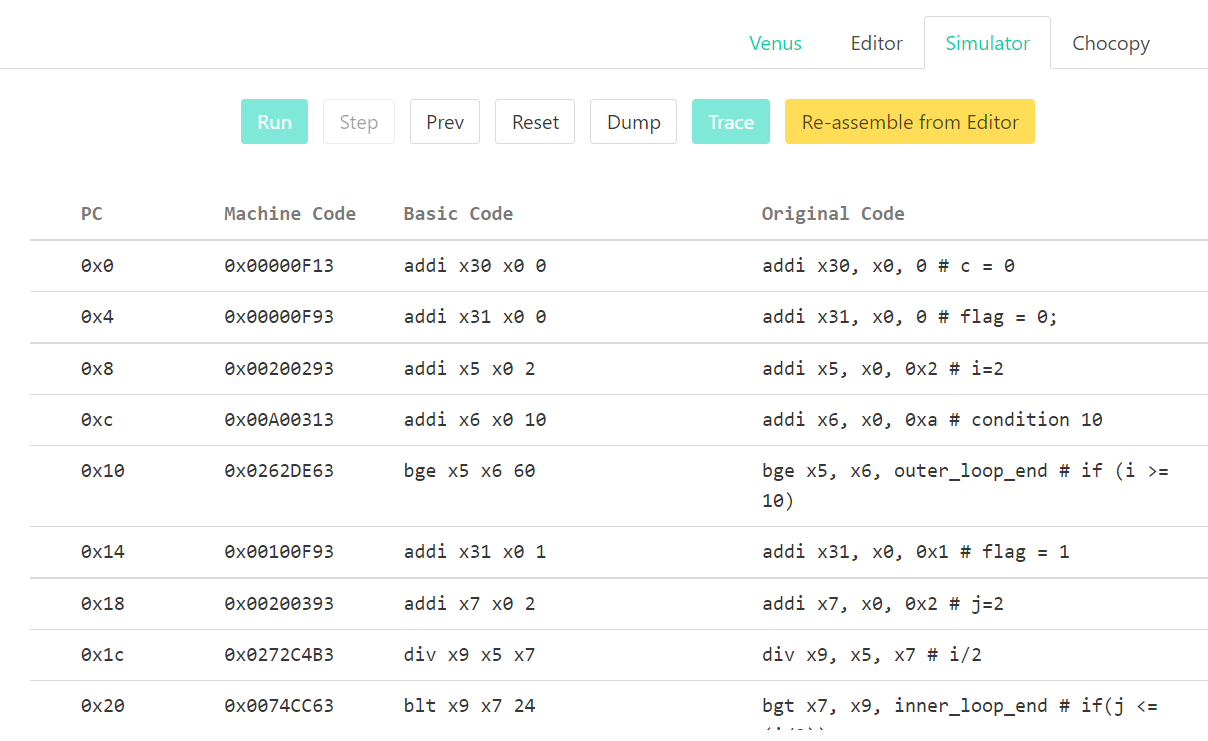 Venus Editor Simulator Chocopy
Run Step Prev Reset Dump Trace Re-assemble from Editor
PC Machine Code Basic Code Original Code
0x0 0x00000F13 addi x30 x0 0 addi x30, x0, 0 # c = 0
0x4 0x00000F93 addi x31 x0 0 addi x31, x0, 0 # flag = 0;
0x8 0x00200293 addi x5 x0 2 addi x5, x0, 0x2 # i=2
0xc 0x00A00313 addi x6 x0 10 addi x6, x0, 0xa # condition 10
0x10 0x0262DE63 bge x5 x6 60 bge x5, x6, outer_loop_end # if (i >=
10)
0x14 0x00100F93 addi x31 x0 1 addi x31, x0, 0x1 # flag = 1
0x18 0x00200393 addi x7 x0 2 addi x7, x0, 0x2 # j=2
0x1c 0x0272C4B3 div x9 x5 x7 div x9, x5, x7 # i/2
0x20 0x0074CC63 blt x9 x7 24 bgt x7, x9, inner_loop_end # if(j <=